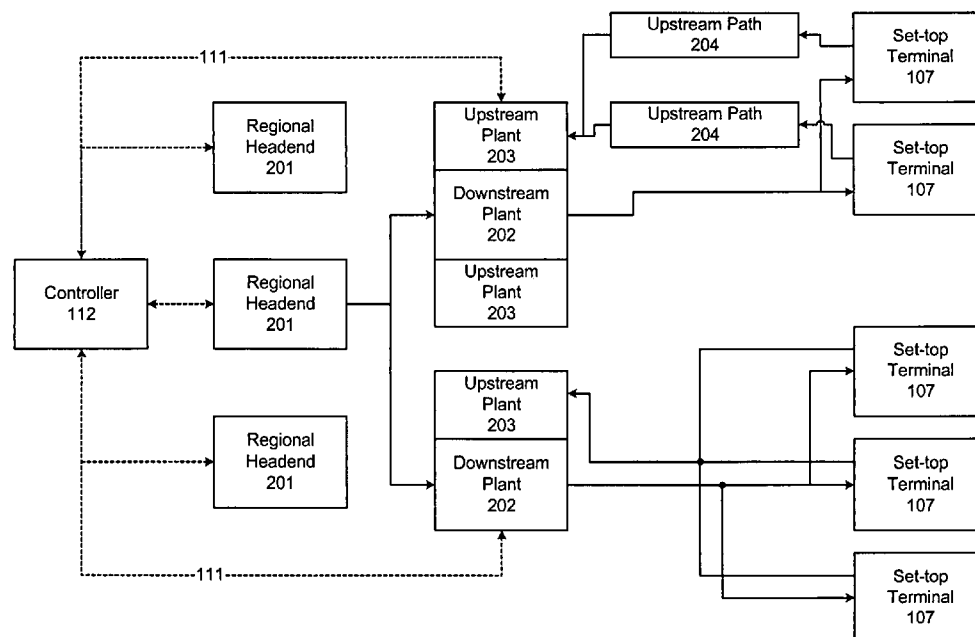 111
Upstream Path
204
Set-top
Terminal
107
Regional
Headend
201
Upstream
Plant
203
Upstream Path
204
Set-top
Terminal
107
Downstream
Plant
202
Controller
112
Regional
Headend
201
Upstream
Plant
203
Set-top
Terminal
107
Regional
Headend
201
Upstream
Plant
203
Downstream
Plant
202
Set-top
Terminal
107
111
Set-top
Terminal
107